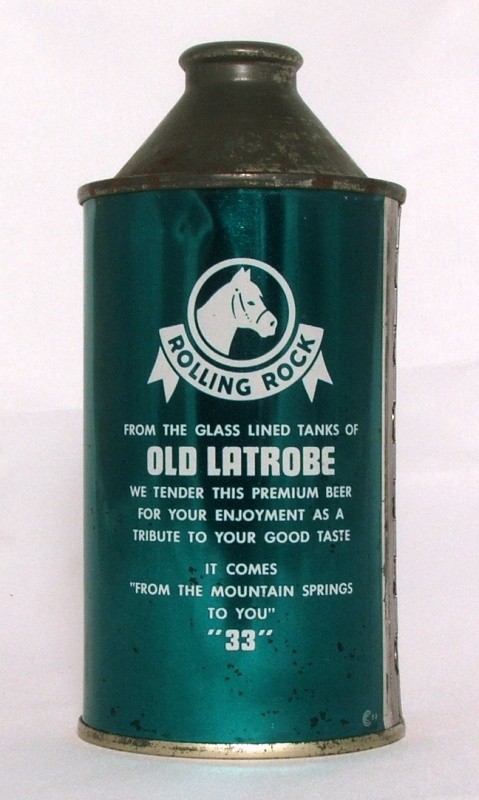 ROLLING ROCK
FROM THE GLASS LINED TANKS OF
OLD LATROBE
WE TENDER THIS PREMIUM BEER
FOR YOUR ENJOYMENT AS A
TRIBUTE TO YOUR GOOD TASTE
IT COMES
"FROM THE MOUNTAIN SPRINGS
TO YOU"
"33"